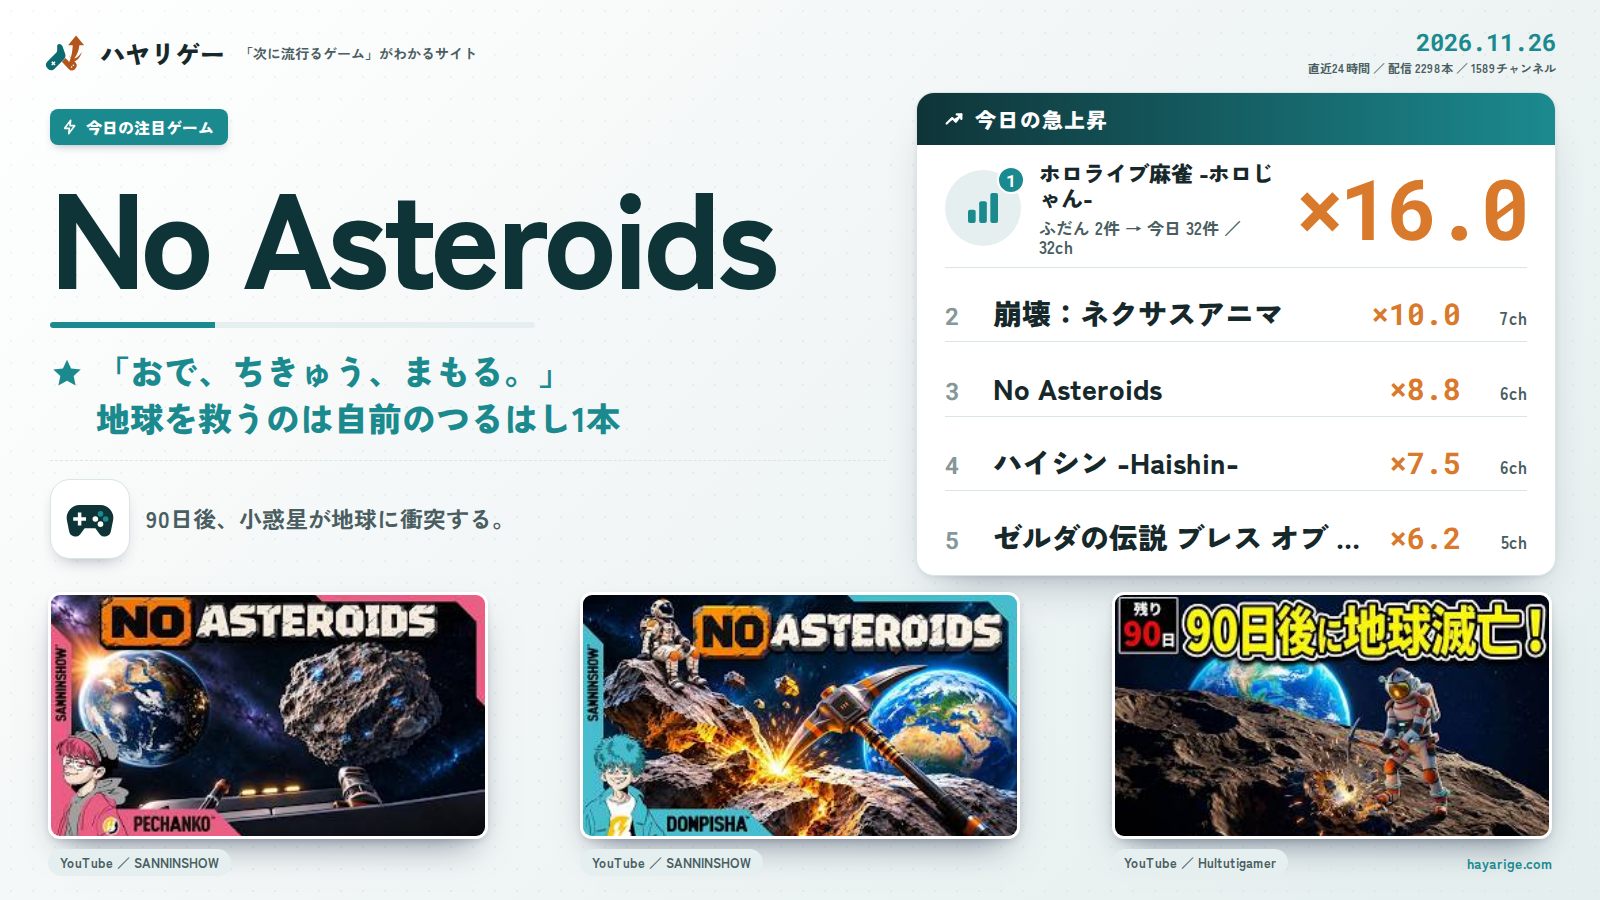 ハヤリゲー
「次に流行るゲーム」がわかるサイト
2026.11.26
直近24時間 ／ 配信 2298本 ／ 1589チャンネル
今日の注目ゲーム
No Asteroids
「おで、ちきゅう、まもる。」
地球を救うのは自前のつるはし1本
90日後、小惑星が地球に衝突する。
今日の急上昇
1
ホロライブ麻雀 -ホロじ
ゃん-
ふだん 2件 → 今日 32件 ／
32ch
×16.0
2 崩壊：ネクサスアニマ ×10.0 7ch
3 No Asteroids ×8.8 6ch
4 ハイシン -Haishin- ×7.5 6ch
5 ゼルダの伝説 ブレス オブ ... ×6.2 5ch
NO ASTEROIDS
SANNINSHOW
PECHANKO
YouTube ／ SANNINSHOW
NO ASTEROIDS
SANNINSHOW
DONPISHA
YouTube ／ SANNINSHOW
残り
90日
90日後に地球滅亡！
YouTube ／ Hultutigamer
hayarige.com